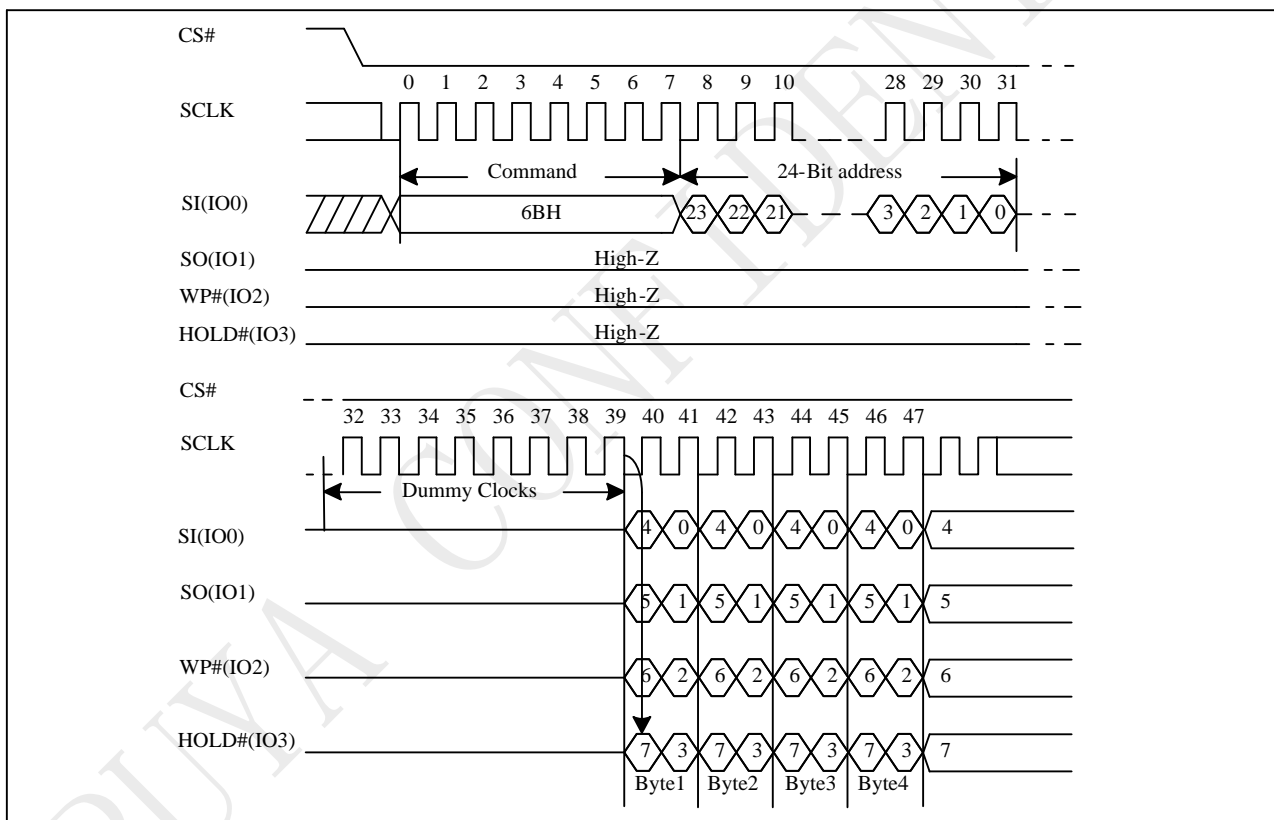 CS#
0 1 2 3 4 5 6 7 8 9 10 28 29 30 31
SCLK
Command 24-Bit address
SI(IO0) 6BH 23 22 21 3 2 1 0
SO(IO1) High-Z
WP#(IO2) High-Z
HOLD#(IO3) High-Z
CS#
32 33 34 35 36 37 38 39 40 41 42 43 44 45 46 47
SCLK
Dummy Clocks
SI(IO0) 4 0 4 0 4 0 4 0 4
SO(IO1) 5 1 5 1 5 1 5 1 5
WP#(IO2) 6 2 6 2 6 2 6 2 6
HOLD#(IO3) 7 3 7 3 7 3 7 3 7
Byte1 Byte2 Byte3 Byte4
PUYA CONFIDENT